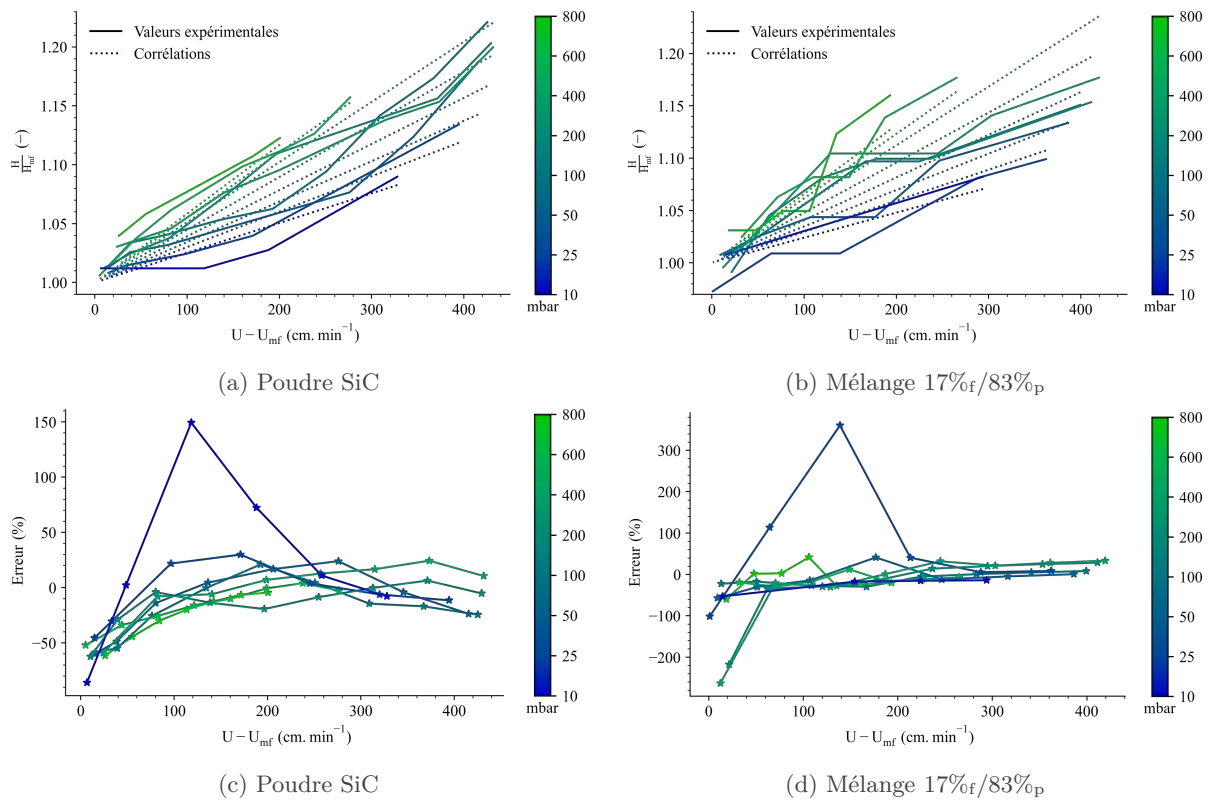 Valeurs expérimentales
Corrélations
1.20
1.15
1.10
1.05
1.00
H/H_mf (−)
0 100 200 300 400
U − U_mf (cm. min⁻¹)
800
600
400
200
100
50
25
10
mbar
(a) Poudre SiC
Valeurs expérimentales
Corrélations
1.20
1.15
1.10
1.05
1.00
H/H_mf (−)
0 100 200 300 400
U − U_mf (cm. min⁻¹)
800
600
400
200
100
50
25
10
mbar
(b) Mélange 17%f/83%p
150
100
50
0
−50
Erreur (%)
0 100 200 300 400
U − U_mf (cm. min⁻¹)
800
600
400
200
100
50
25
10
mbar
(c) Poudre SiC
300
200
100
0
−100
−200
Erreur (%)
0 100 200 300 400
U − U_mf (cm. min⁻¹)
800
600
400
200
100
50
25
10
mbar
(d) Mélange 17%f/83%p